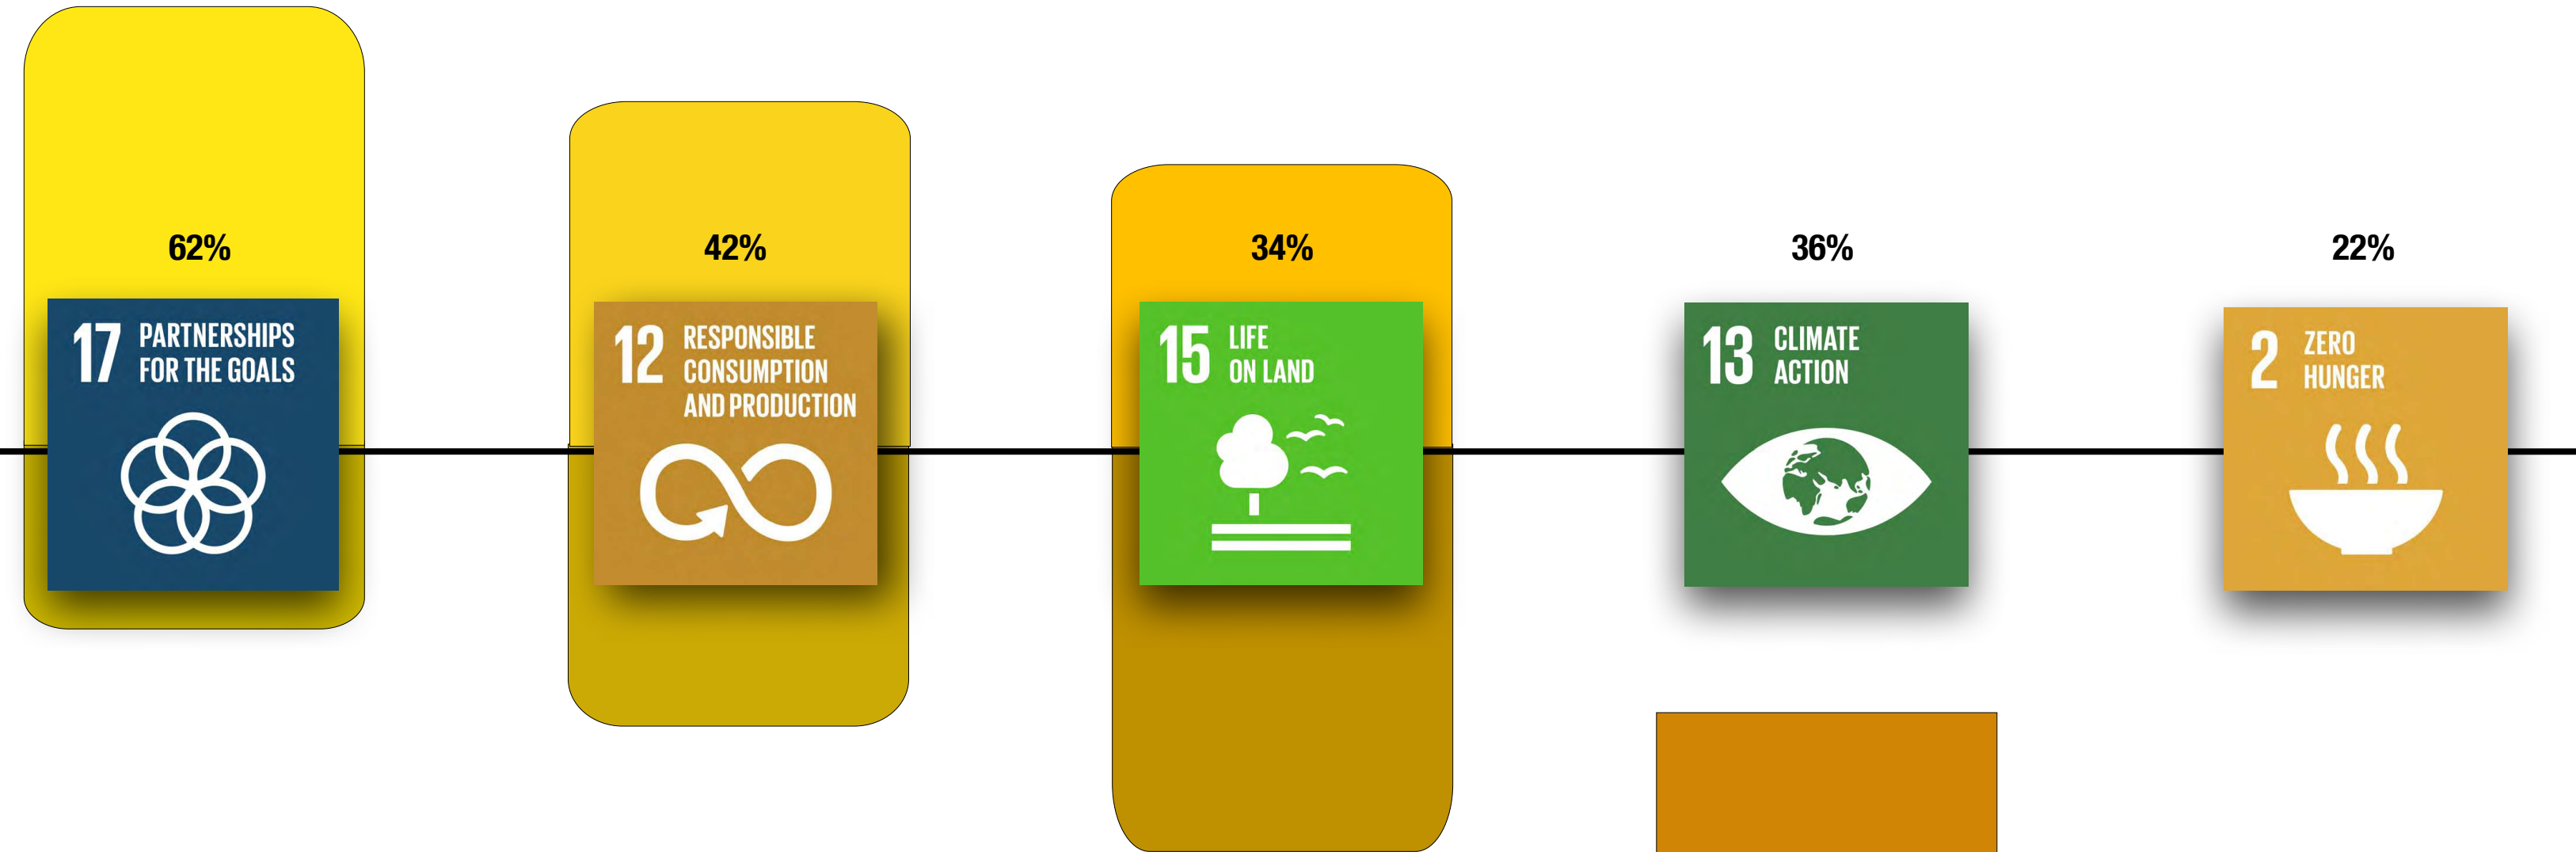 62%
42%
34%
36%
22%
17 PARTNERSHIPS
FOR THE GOALS
12 RESPONSIBLE
CONSUMPTION
AND PRODUCTION
15 LIFE
ON LAND
13 CLIMATE
ACTION
2 ZERO
HUNGER